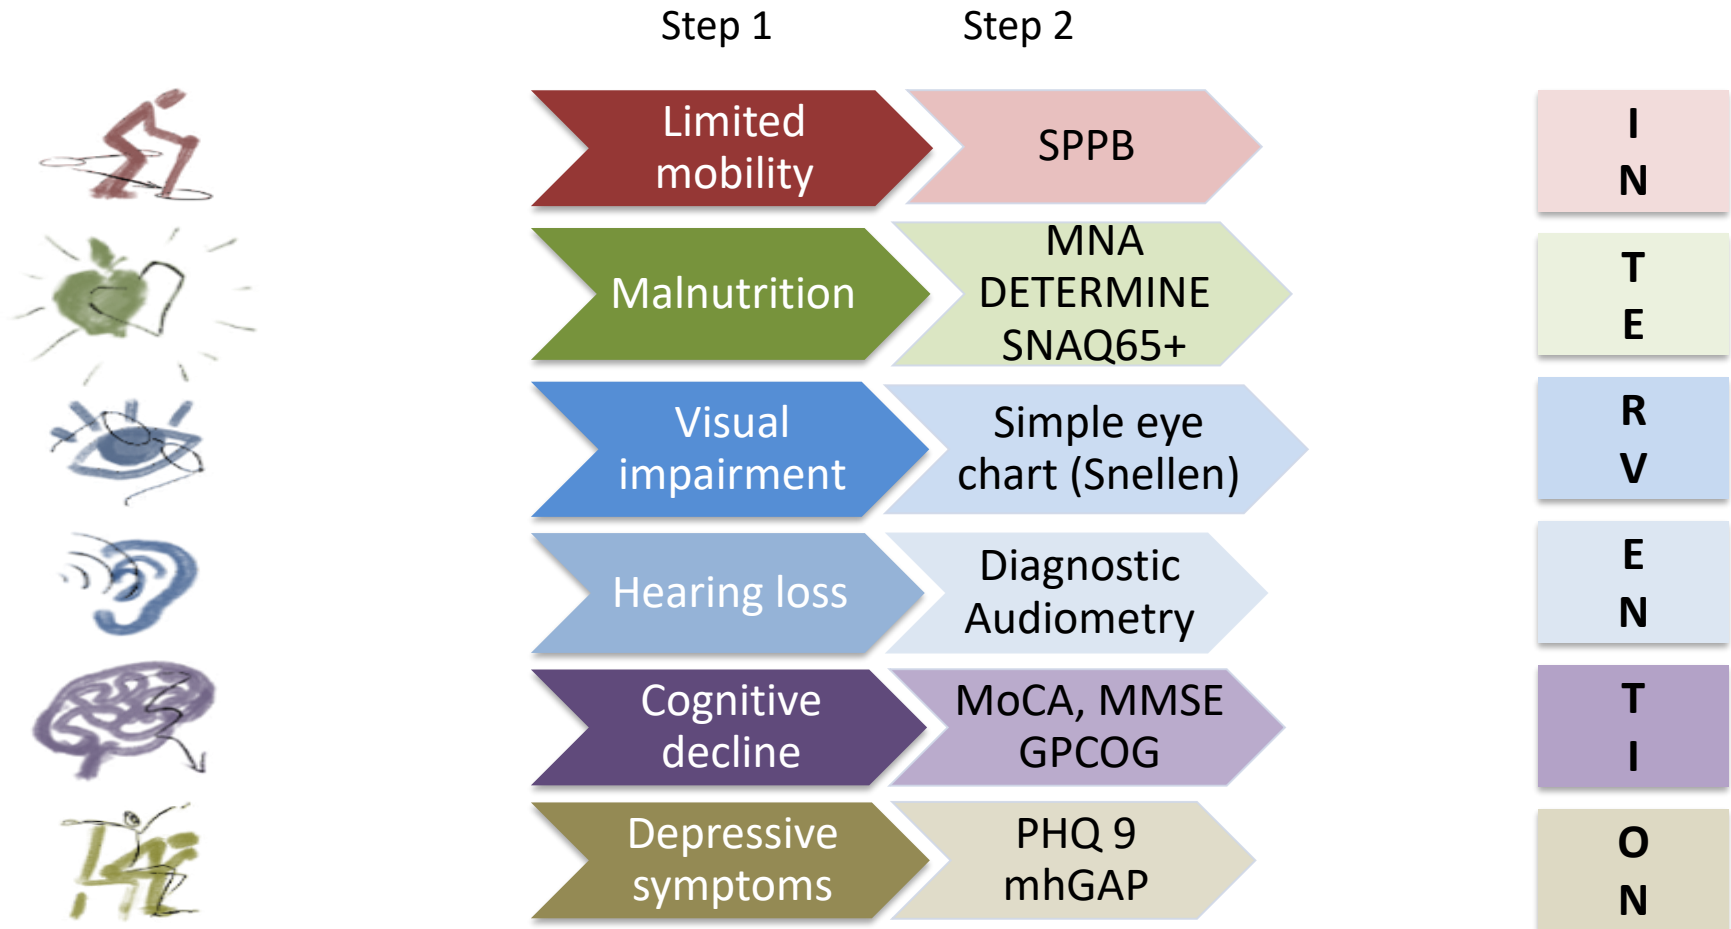 Step 1
Step 2
Limited
mobility
SPPB
I
N
Malnutrition
MNA
DETERMINE
SNAQ65+
T
E
Visual
impairment
Simple eye
chart (Snellen)
R
V
Hearing loss
Diagnostic
Audiometry
E
N
Cognitive
decline
MoCA, MMSE
GPCOG
T
I
Depressive
symptoms
PHQ 9
mhGAP
O
N